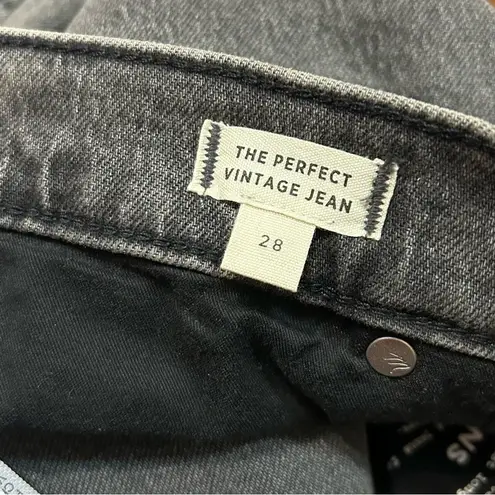 THE PERFECT
VINTAGE JEAN
28